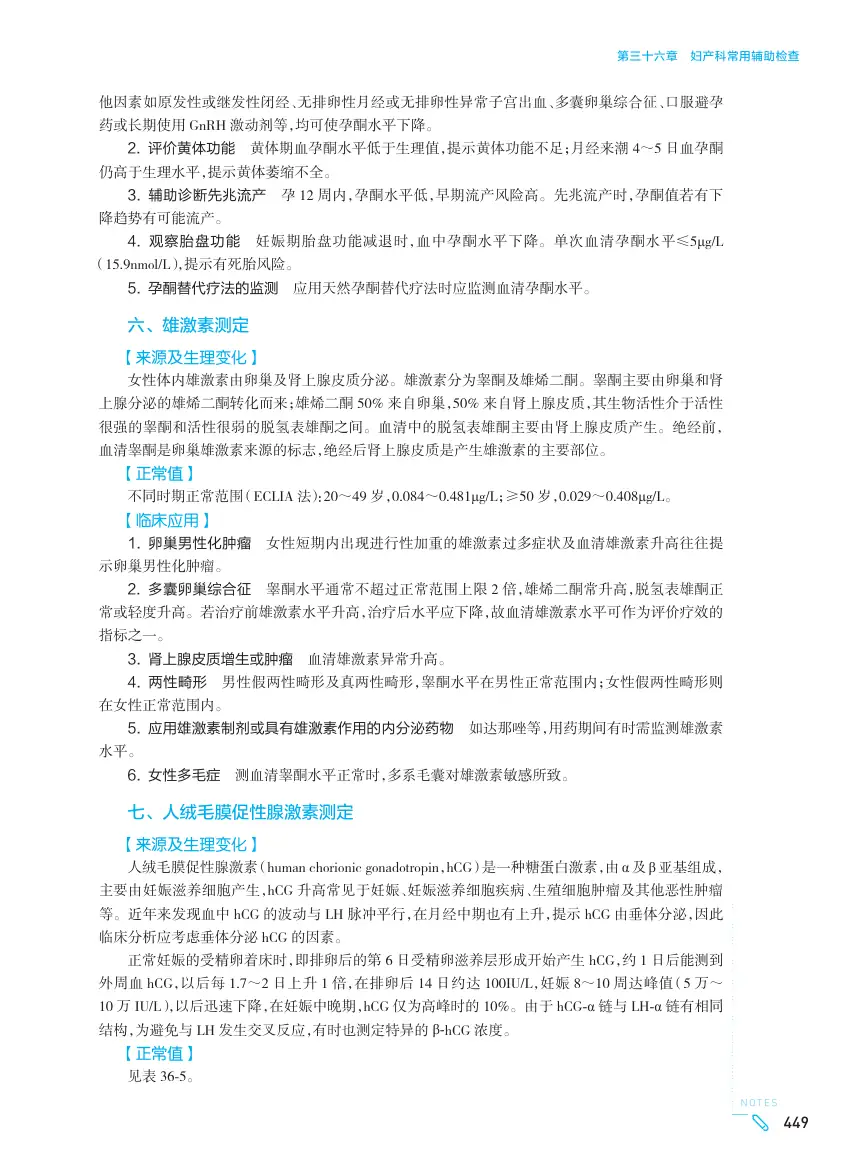 第三十六章　妇产科常用辅助检查
他因素如原发性或继发性闭经、无排卵性月经或无排卵性异常子宫出血、多囊卵巢综合征、口服避孕
药或长期使用 GnRH 激动剂等,均可使孕酮水平下降。
2. 评价黄体功能　黄体期血孕酮水平低于生理值,提示黄体功能不足;月经来潮 4～5 日血孕酮
仍高于生理水平,提示黄体萎缩不全。
3. 辅助诊断先兆流产　孕 12 周内,孕酮水平低,早期流产风险高。先兆流产时,孕酮值若有下
降趋势有可能流产。
4. 观察胎盘功能　妊娠期胎盘功能减退时,血中孕酮水平下降。单次血清孕酮水平≤5μg/L
(15.9nmol/L),提示有死胎风险。
5. 孕酮替代疗法的监测　应用天然孕酮替代疗法时应监测血清孕酮水平。
六、雄激素测定
【来源及生理变化】
女性体内雄激素由卵巢及肾上腺皮质分泌。雄激素分为睾酮及雄烯二酮。睾酮主要由卵巢和肾
上腺分泌的雄烯二酮转化而来;雄烯二酮 50% 来自卵巢,50% 来自肾上腺皮质,其生物活性介于活性
很强的睾酮和活性很弱的脱氢表雄酮之间。血清中的脱氢表雄酮主要由肾上腺皮质产生。绝经前,
血清睾酮是卵巢雄激素来源的标志,绝经后肾上腺皮质是产生雄激素的主要部位。
【正常值】
不同时期正常范围(ECLIA 法):20～49 岁,0.084～0.481μg/L;≥50 岁,0.029～0.408μg/L。
【临床应用】
1. 卵巢男性化肿瘤　女性短期内出现进行性加重的雄激素过多症状及血清雄激素升高往往提
示卵巢男性化肿瘤。
2. 多囊卵巢综合征　睾酮水平通常不超过正常范围上限 2 倍,雄烯二酮常升高,脱氢表雄酮正
常或轻度升高。若治疗前雄激素水平升高,治疗后水平应下降,故血清雄激素水平可作为评价疗效的
指标之一。
3. 肾上腺皮质增生或肿瘤　血清雄激素异常升高。
4. 两性畸形　男性假两性畸形及真两性畸形,睾酮水平在男性正常范围内;女性假两性畸形则
在女性正常范围内。
5. 应用雄激素制剂或具有雄激素作用的内分泌药物　如达那唑等,用药期间有时需监测雄激素
水平。
6. 女性多毛症　测血清睾酮水平正常时,多系毛囊对雄激素敏感所致。
七、人绒毛膜促性腺激素测定
【来源及生理变化】
人绒毛膜促性腺激素(human chorionic gonadotropin,hCG)是一种糖蛋白激素,由 α 及 β 亚基组成,
主要由妊娠滋养细胞产生,hCG 升高常见于妊娠、妊娠滋养细胞疾病、生殖细胞肿瘤及其他恶性肿瘤
等。近年来发现血中 hCG 的波动与 LH 脉冲平行,在月经中期也有上升,提示 hCG 由垂体分泌,因此
临床分析应考虑垂体分泌 hCG 的因素。
正常妊娠的受精卵着床时,即排卵后的第 6 日受精卵滋养层形成开始产生 hCG,约 1 日后能测到
外周血 hCG,以后每 1.7～2 日上升 1 倍,在排卵后 14 日约达 100IU/L,妊娠 8～10 周达峰值(5 万～
10 万 IU/L),以后迅速下降,在妊娠中晚期,hCG 仅为高峰时的 10%。由于 hCG-α 链与 LH-α 链有相同
结构,为避免与 LH 发生交叉反应,有时也测定特异的 β-hCG 浓度。
【正常值】
见表 36-5。
NOTES
449